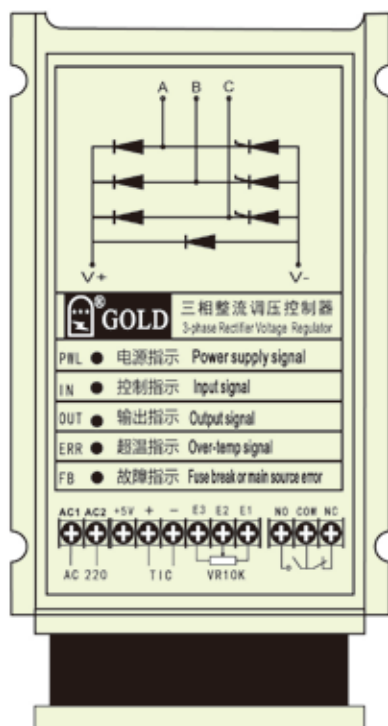 A B C
V+ V-
® GOLD 三相整流调压控制器
3-phase Rectifier Voltage Regulator
PWL 电源指示 Power supply signal
IN 控制指示 Input signal
OUT 输出指示 Output signal
ERR 超温指示 Over-temp signal
FB 故障指示 Fuse break or main source error
AC1 AC2 +5V + - E3 E2 E1 NO COM NC
AC 220 TIC VR10K